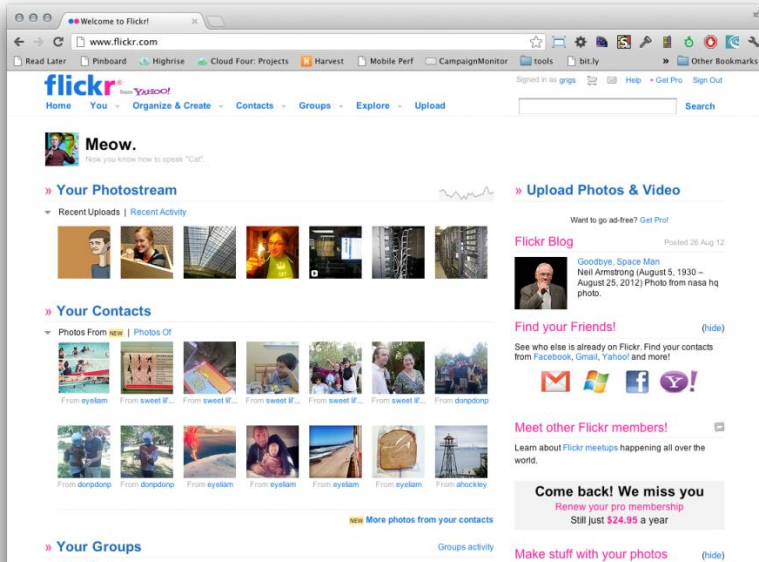 Welcome to Flickr!
www.flickr.com
Read Later Pinboard Highrise Cloud Four: Projects Harvest Mobile Perf CampaignMonitor tools bit.ly » Other Bookmarks
flickr from YAHOO!
Signed in as grigs Help • Get Pro Sign Out
Home You Organize & Create Contacts Groups Explore Upload
Search
Meow.
Now you know how to speak "Cat".
» Your Photostream
Recent Uploads | Recent Activity
» Your Contacts
Photos From NEW | Photos Of
From eyeliam From sweet lil'... From sweet lil'... From sweet lil'... From sweet lil'... From sweet lil'... From donpdonp
From donpdonp From donpdonp From eyeliam From eyeliam From eyeliam From eyeliam From ahockley
NEW More photos from your contacts
» Your Groups
Groups activity
» Upload Photos & Video
Want to go ad-free? Get Pro!
Flickr Blog Posted 26 Aug 12
Goodbye, Space Man
Neil Armstrong (August 5, 1930 –
August 25, 2012) Photo from nasa hq
photo.
Find your Friends! (hide)
See who else is already on Flickr. Find your contacts
from Facebook, Gmail, Yahoo! and more!
Meet other Flickr members!
Learn about Flickr meetups happening all over the
world.
Come back! We miss you
Renew your pro membership
Still just $24.95 a year
Make stuff with your photos (hide)